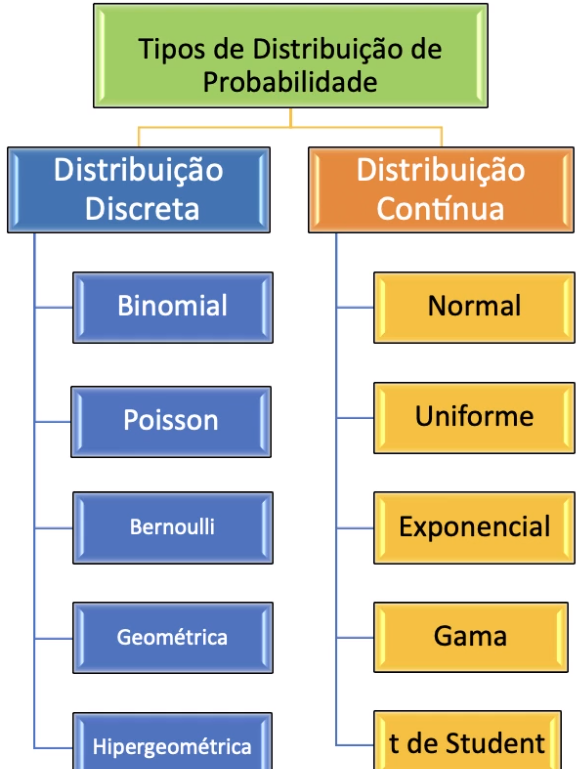 Tipos de Distribuição de
Probabilidade
Distribuição
Discreta
Binomial
Poisson
Bernoulli
Geométrica
Hipergeométrica
Distribuição
Contínua
Normal
Uniforme
Exponencial
Gama
t de Student